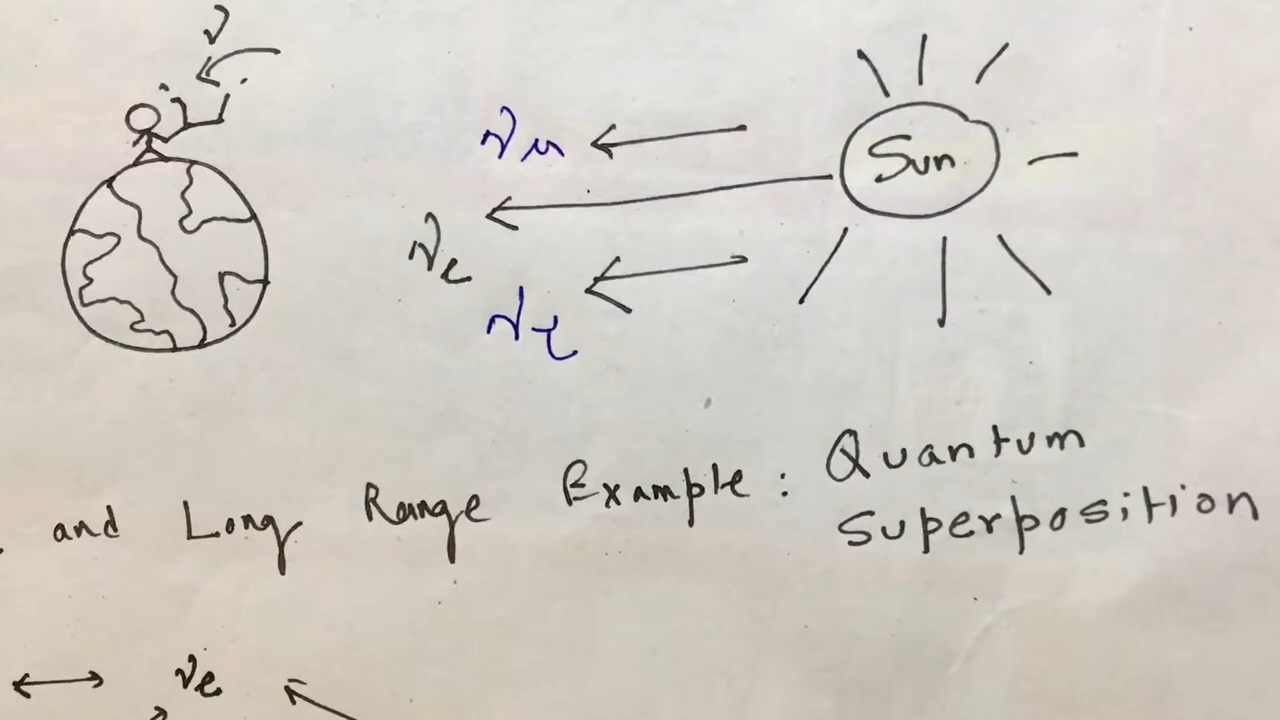 ν
νμ
Sun
νe
ντ
. and Long Range Example: Quantum
Superposition
νe